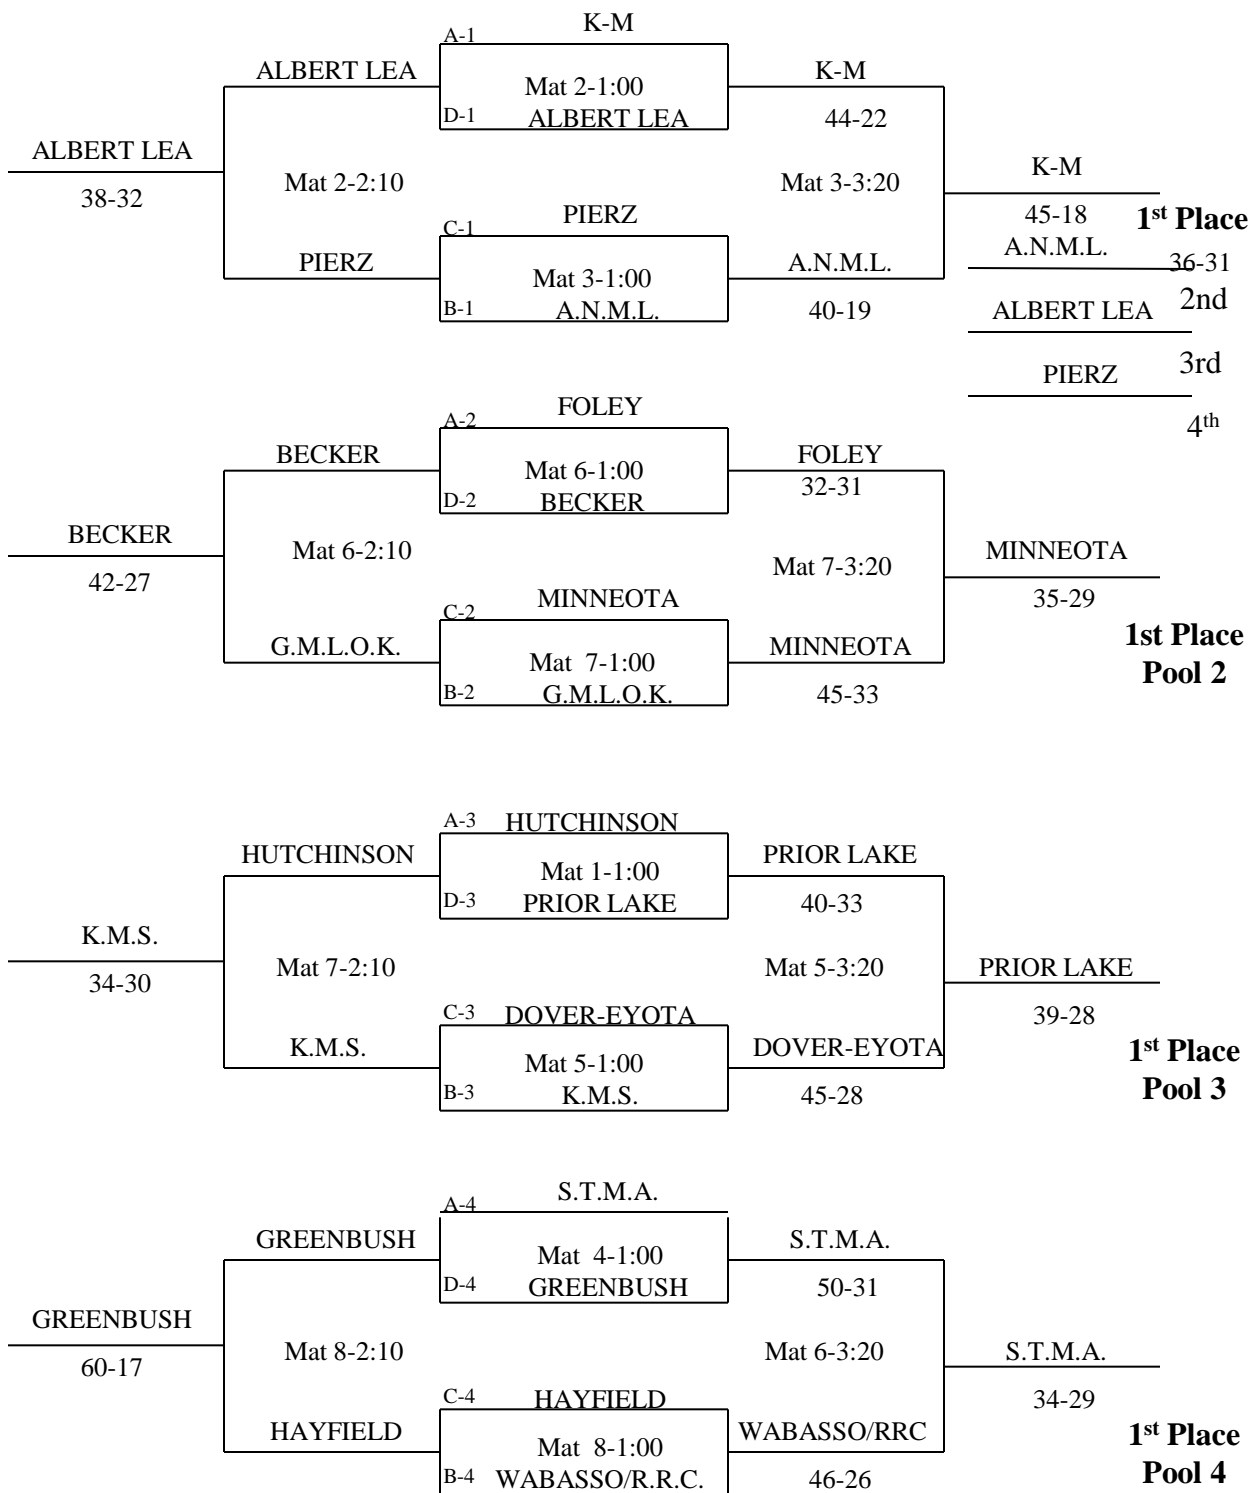 K-M
A-1
ALBERT LEA
K-M
Mat 2-1:00
D-1 ALBERT LEA
44-22
ALBERT LEA
K-M
Mat 2-2:10
Mat 3-3:20
38-32
PIERZ
45-18 1st Place
C-1
A.N.M.L.
PIERZ
A.N.M.L.
36-31
Mat 3-1:00
2nd
B-1 A.N.M.L.
40-19
ALBERT LEA
3rd
PIERZ
FOLEY
4th
A-2
BECKER
FOLEY
Mat 6-1:00
32-31
D-2 BECKER
BECKER
Mat 6-2:10
MINNEOTA
Mat 7-3:20
42-27
MINNEOTA
35-29
C-2
1st Place
G.M.L.O.K.
MINNEOTA
Mat 7-1:00
Pool 2
B-2 G.M.L.O.K.
45-33
A-3 HUTCHINSON
HUTCHINSON
PRIOR LAKE
Mat 1-1:00
D-3 PRIOR LAKE
40-33
K.M.S.
Mat 7-2:10
Mat 5-3:20
PRIOR LAKE
34-30
C-3 DOVER-EYOTA
39-28
K.M.S.
DOVER-EYOTA
1st Place
Mat 5-1:00
Pool 3
B-3 K.M.S.
45-28
S.T.M.A.
A-4
GREENBUSH
S.T.M.A.
Mat 4-1:00
D-4 GREENBUSH
50-31
GREENBUSH
Mat 8-2:10
Mat 6-3:20
S.T.M.A.
60-17
C-4 HAYFIELD
34-29
HAYFIELD
WABASSO/RRC
1st Place
Mat 8-1:00
Pool 4
B-4 WABASSO/R.R.C.
46-26